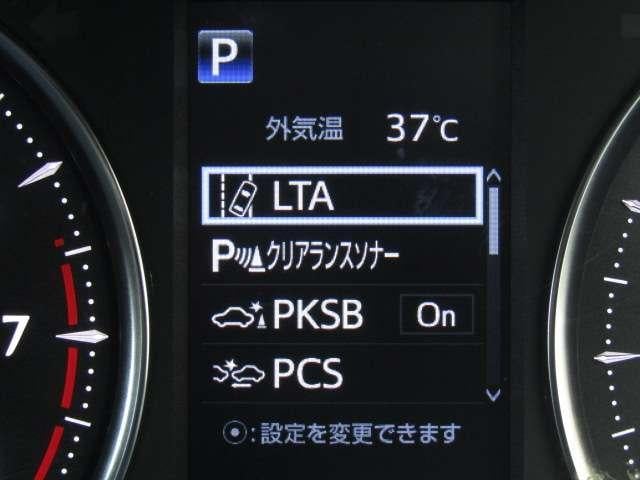 P
外気温 37℃
LTA
P クリアランスソナー
PKSB On
PCS
7
⦿:設定を変更できます